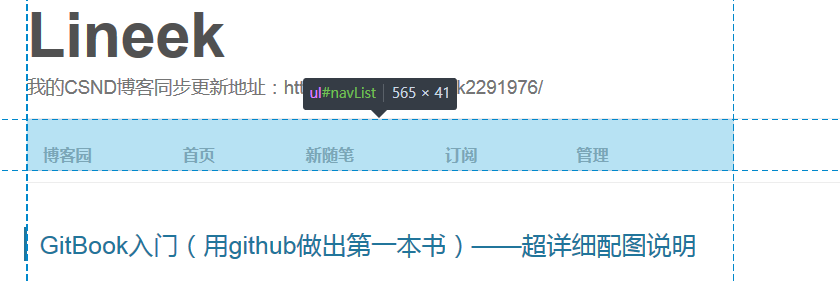 Lineek
我的CSND博客同步更新地址：htt
k2291976/
ul#navList 565 × 41
博客园 首页 新随笔 订阅 管理
GitBook入门（用github做出第一本书）——超详细配图说明